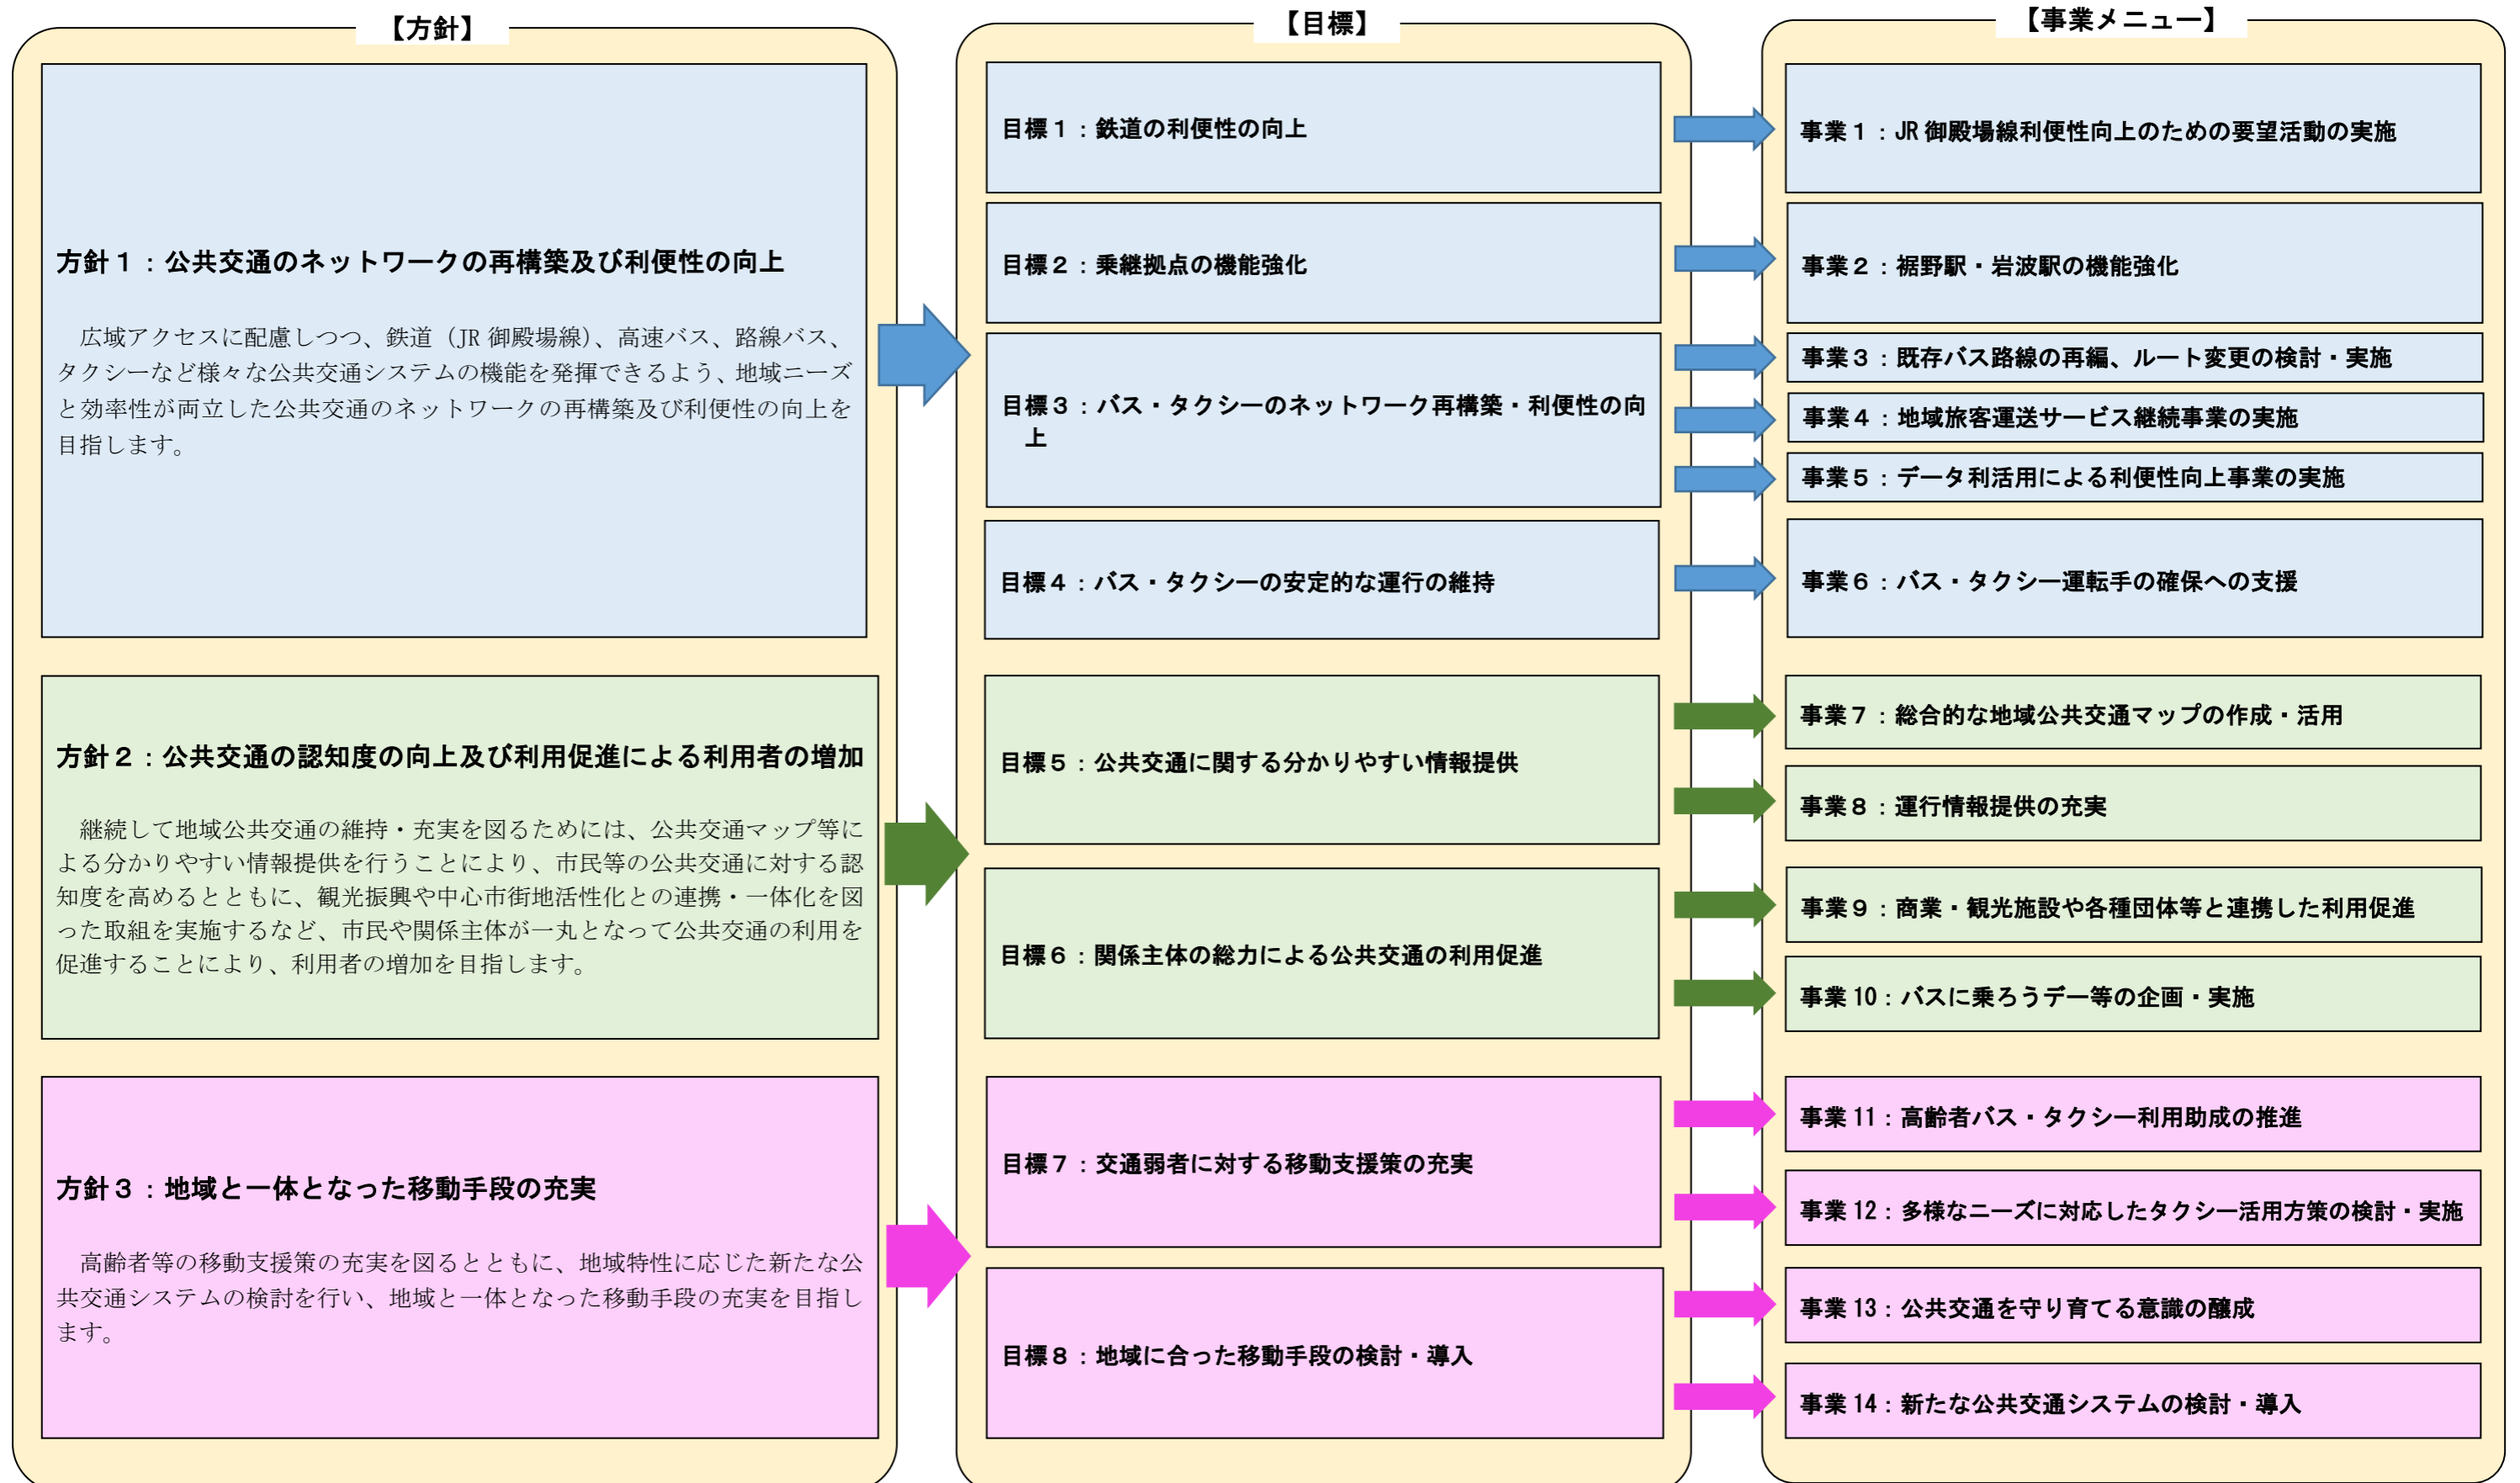 【方針】
方針１：公共交通のネットワークの再構築及び利便性の向上
広域アクセスに配慮しつつ、鉄道（JR 御殿場線）、高速バス、路線バス、
タクシーなど様々な公共交通システムの機能を発揮できるよう、地域ニーズ
と効率性が両立した公共交通のネットワークの再構築及び利便性の向上を
目指します。
方針２：公共交通の認知度の向上及び利用促進による利用者の増加
継続して地域公共交通の維持・充実を図るためには、公共交通マップ等に
よる分かりやすい情報提供を行うことにより、市民等の公共交通に対する認
知度を高めるとともに、観光振興や中心市街地活性化との連携・一体化を図
った取組を実施するなど、市民や関係主体が一丸となって公共交通の利用を
促進することにより、利用者の増加を目指します。
方針３：地域と一体となった移動手段の充実
高齢者等の移動支援策の充実を図るとともに、地域特性に応じた新たな公
共交通システムの検討を行い、地域と一体となった移動手段の充実を目指し
ます。
【目標】
目標１：鉄道の利便性の向上
目標２：乗継拠点の機能強化
目標３：バス・タクシーのネットワーク再構築・利便性の向
上
目標４：バス・タクシーの安定的な運行の維持
目標５：公共交通に関する分かりやすい情報提供
目標６：関係主体の総力による公共交通の利用促進
目標７：交通弱者に対する移動支援策の充実
目標８：地域に合った移動手段の検討・導入
【事業メニュー】
事業１：JR 御殿場線利便性向上のための要望活動の実施
事業２：裾野駅・岩波駅の機能強化
事業３：既存バス路線の再編、ルート変更の検討・実施
事業４：地域旅客運送サービス継続事業の実施
事業５：データ利活用による利便性向上事業の実施
事業６：バス・タクシー運転手の確保への支援
事業７：総合的な地域公共交通マップの作成・活用
事業８：運行情報提供の充実
事業９：商業・観光施設や各種団体等と連携した利用促進
事業 10：バスに乗ろうデー等の企画・実施
事業 11：高齢者バス・タクシー利用助成の推進
事業 12：多様なニーズに対応したタクシー活用方策の検討・実施
事業 13：公共交通を守り育てる意識の醸成
事業 14：新たな公共交通システムの検討・導入